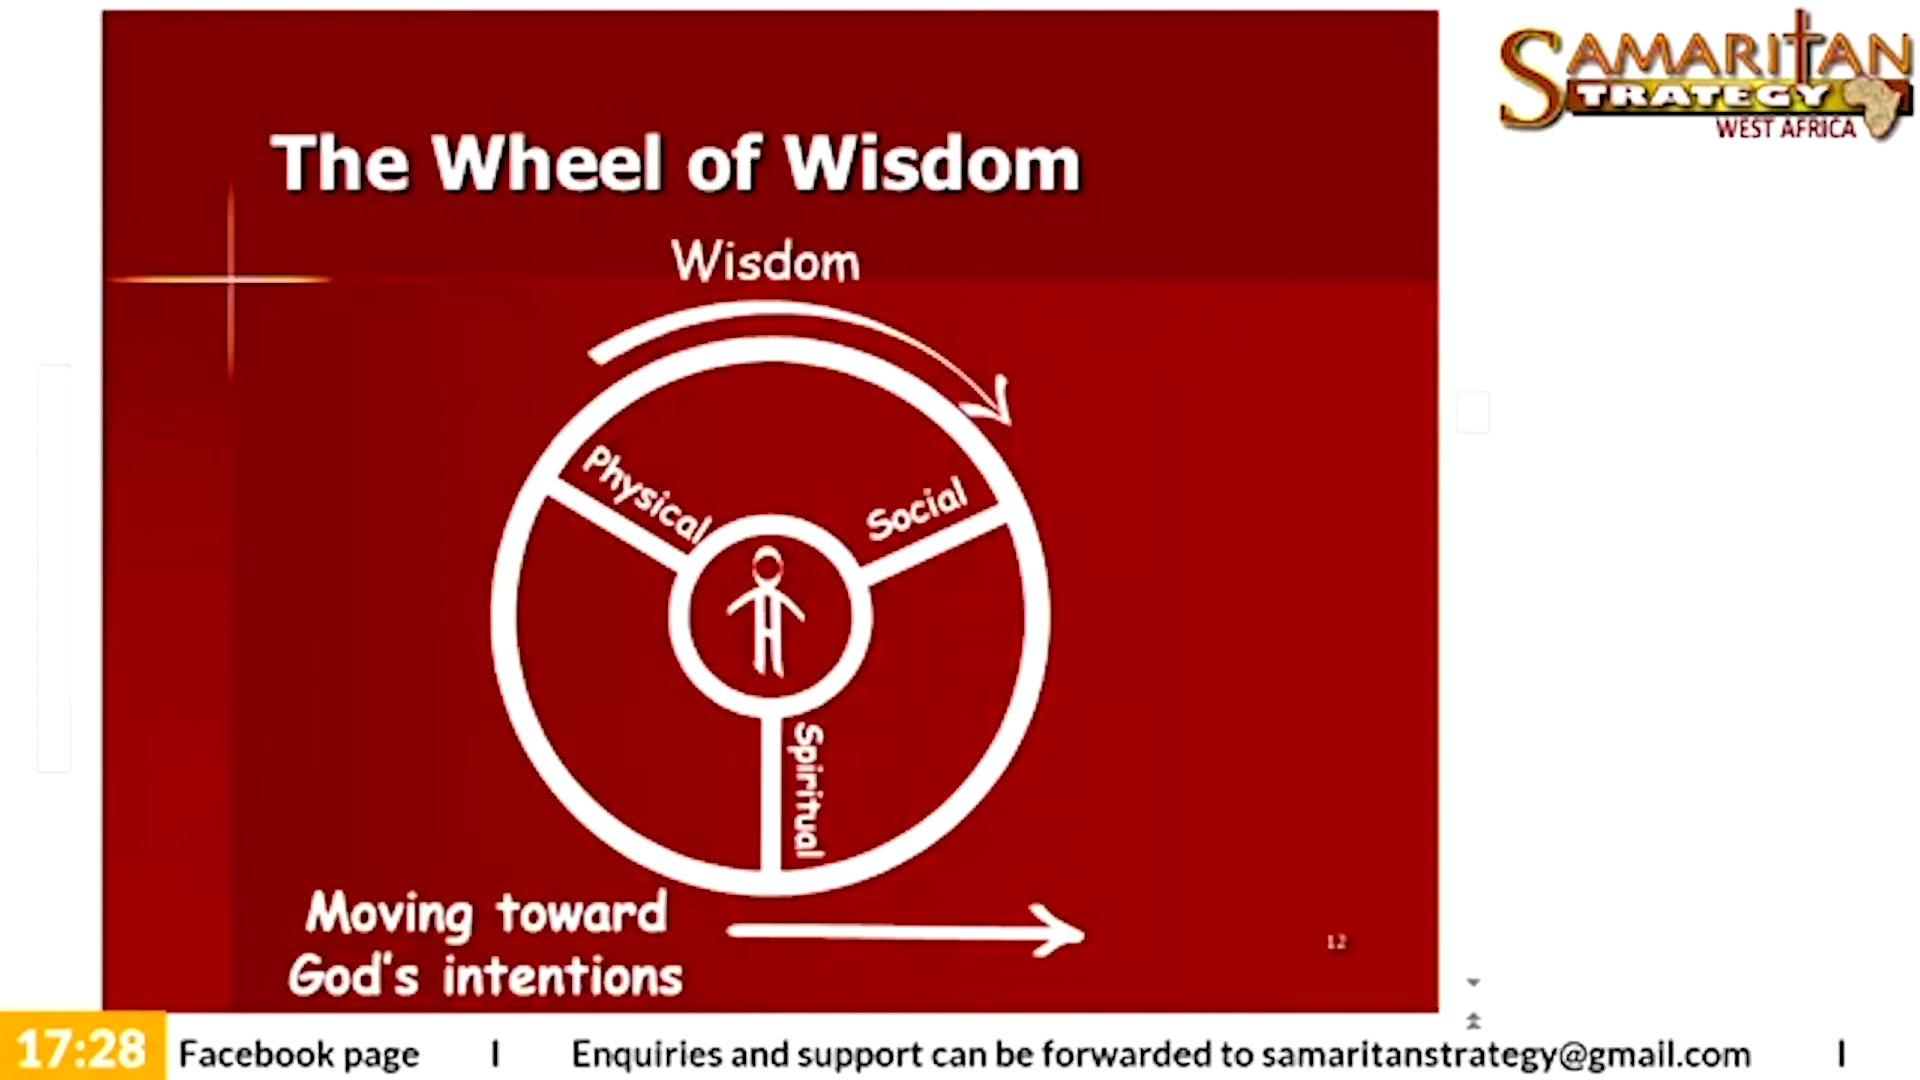 SAMARITAN
STRATEGY
WEST AFRICA
The Wheel of Wisdom
Wisdom
Physical
Social
Spiritual
Moving toward
God's intentions
12
17:28 Facebook page I Enquiries and support can be forwarded to samaritanstrategy@gmail.com I